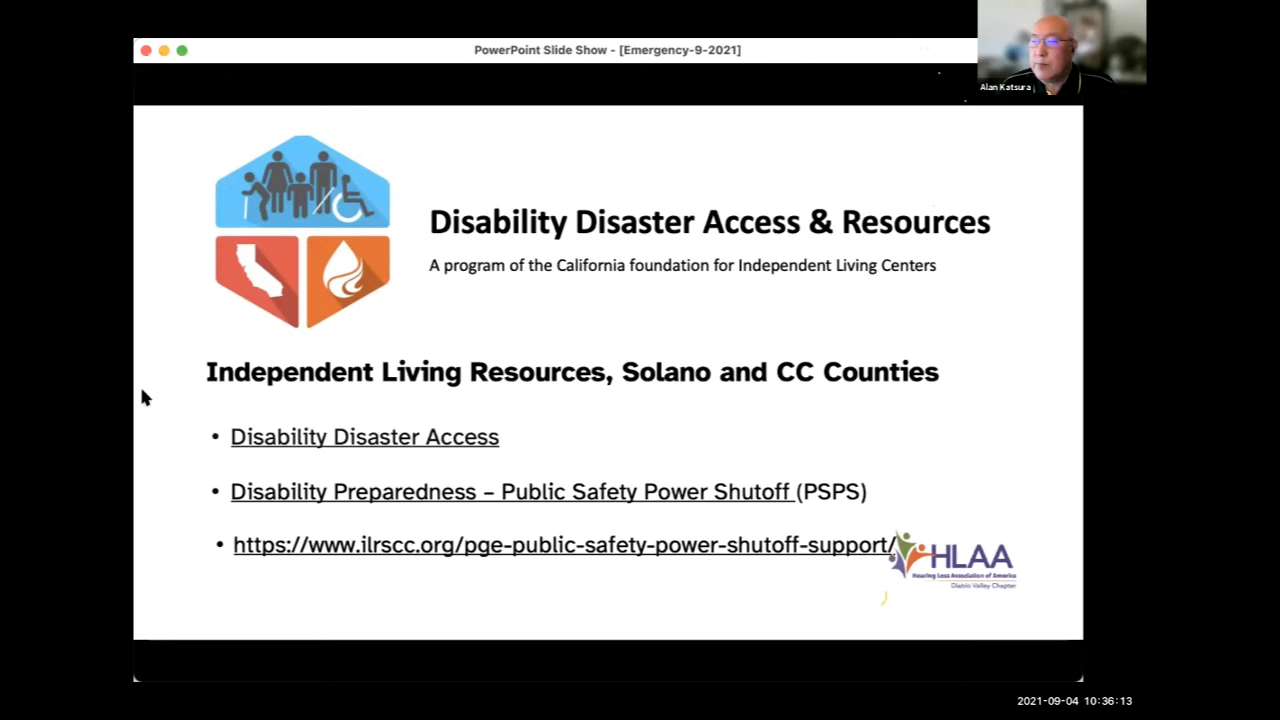 PowerPoint Slide Show - [Emergency-9-2021]
Alan Katsura
Disability Disaster Access & Resources
A program of the California foundation for Independent Living Centers
Independent Living Resources, Solano and CC Counties
• Disability Disaster Access
• Disability Preparedness – Public Safety Power Shutoff (PSPS)
• https://www.ilrscc.org/pge-public-safety-power-shutoff-support/
HLAA
Hearing Loss Association of America
Diablo Valley Chapter
2021-09-04 10:36:13